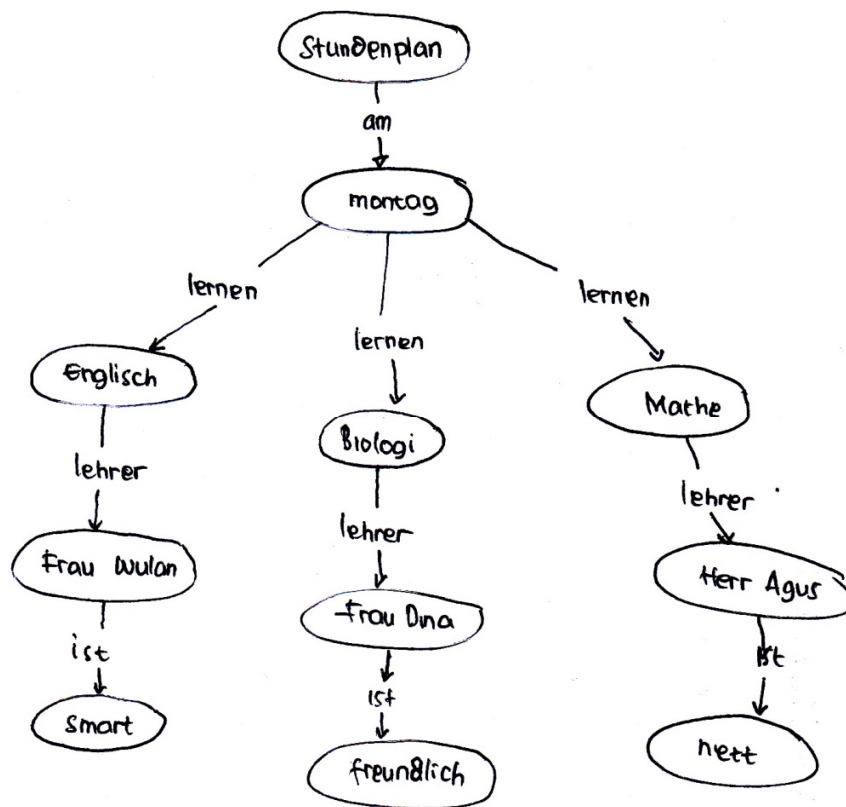 Stundenplan
am
montag
lernen
lernen
lernen
Englisch
Biologi
Mathe
lehrer
lehrer
lehrer
Frau Wulan
Frau Dina
Herr Agus
ist
ist
ist
smart
freundlich
nett